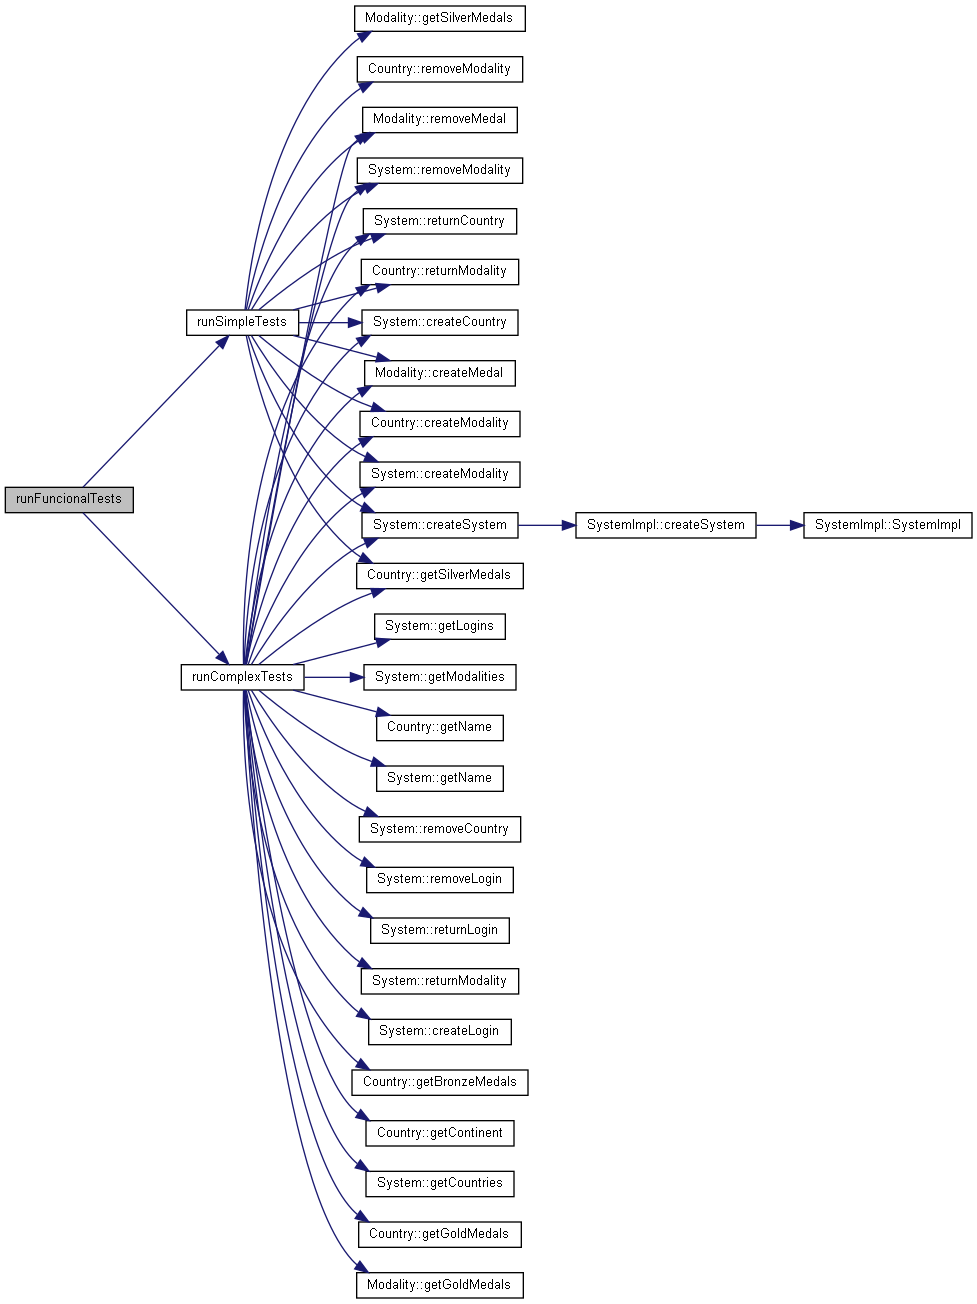 Modality::getSilverMedals
Country::removeModality
Modality::removeMedal
System::removeModality
System::returnCountry
Country::returnModality
runSimpleTests
System::createCountry
Modality::createMedal
Country::createModality
System::createModality
runFuncionalTests
System::createSystem
SystemImpl::createSystem
SystemImpl::SystemImpl
Country::getSilverMedals
System::getLogins
runComplexTests
System::getModalities
Country::getName
System::getName
System::removeCountry
System::removeLogin
System::returnLogin
System::returnModality
System::createLogin
Country::getBronzeMedals
Country::getContinent
System::getCountries
Country::getGoldMedals
Modality::getGoldMedals